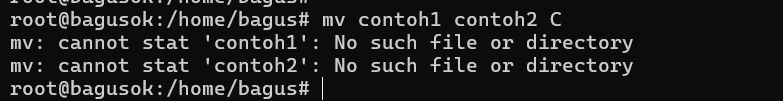 root@bagusok:/home/bagus# mv contoh1 contoh2 C
mv: cannot stat 'contoh1': No such file or directory
mv: cannot stat 'contoh2': No such file or directory
root@bagusok:/home/bagus#